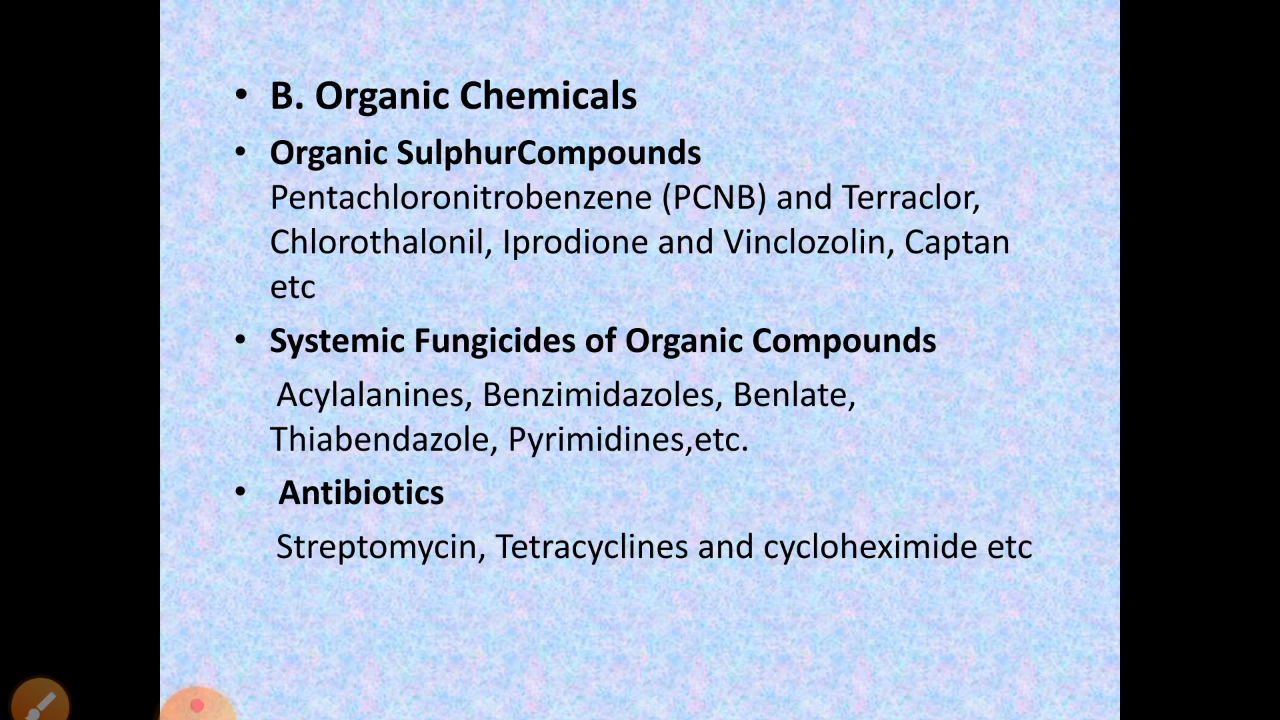 • B. Organic Chemicals
• Organic SulphurCompounds
Pentachloronitrobenzene (PCNB) and Terraclor,
Chlorothalonil, Iprodione and Vinclozolin, Captan
etc
• Systemic Fungicides of Organic Compounds
Acylalanines, Benzimidazoles, Benlate,
Thiabendazole, Pyrimidines,etc.
• Antibiotics
Streptomycin, Tetracyclines and cycloheximide etc